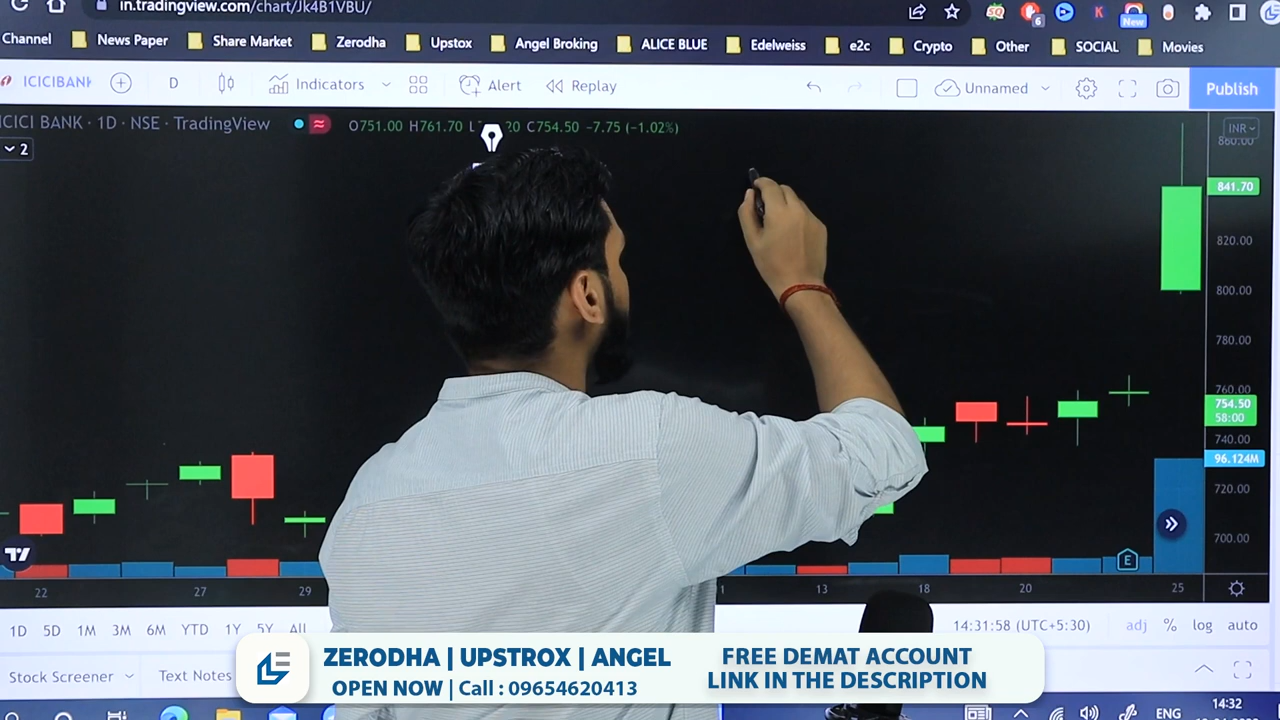 in.tradingview.com/chart/Jk4B1VBU/
6
New
Channel News Paper Share Market Zerodha Upstox Angel Broking ALICE BLUE Edelweiss e2c Crypto Other SOCIAL Movies
ICICIBANK D Indicators Alert Replay Unnamed Publish
ICICI BANK · 1D · NSE · TradingView O751.00 H761.70 L 20 C754.50 −7.75 (−1.02%)
INR
2
860.00
841.70
820.00
800.00
780.00
760.00
754.50
58:00
740.00
96.124M
720.00
700.00
E
22 27 29 13 18 20 25
1D 5D 1M 3M 6M YTD 1Y 5Y All 14:31:58 (UTC+5:30) adj % log auto
Stock Screener Text Notes
ZERODHA | UPSTROX | ANGEL
OPEN NOW | Call : 09654620413
FREE DEMAT ACCOUNT
LINK IN THE DESCRIPTION
ENG 14:32